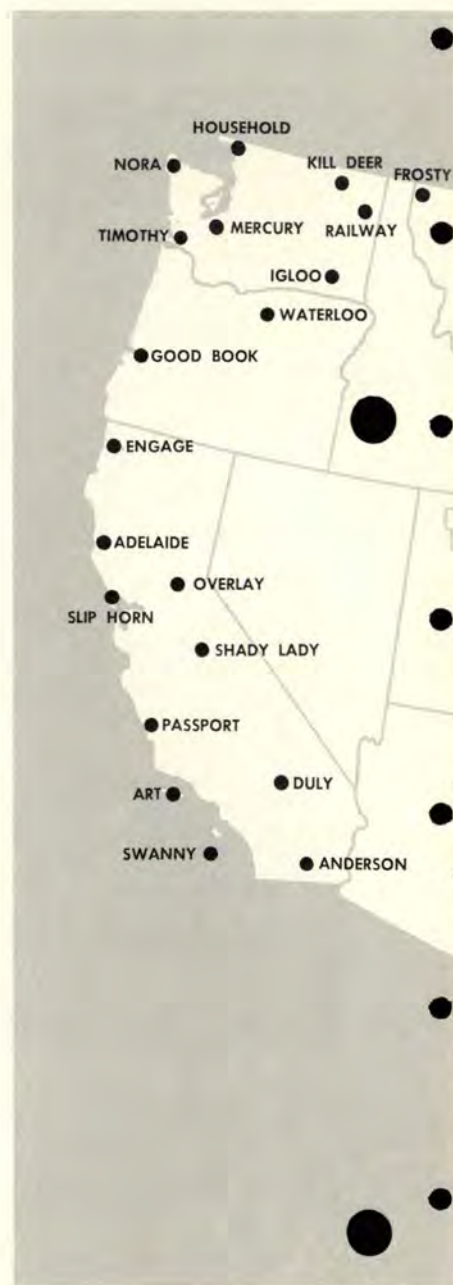 HOUSEHOLD
NORA
KILL DEER
FROSTY
MERCURY
RAILWAY
TIMOTHY
IGLOO
WATERLOO
GOOD BOOK
ENGAGE
ADELAIDE
OVERLAY
SLIP HORN
SHADY LADY
PASSPORT
DULY
ART
SWANNY
ANDERSON